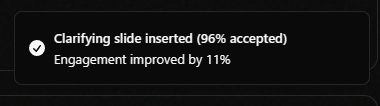 Clarifying slide inserted (96% accepted)
Engagement improved by 11%